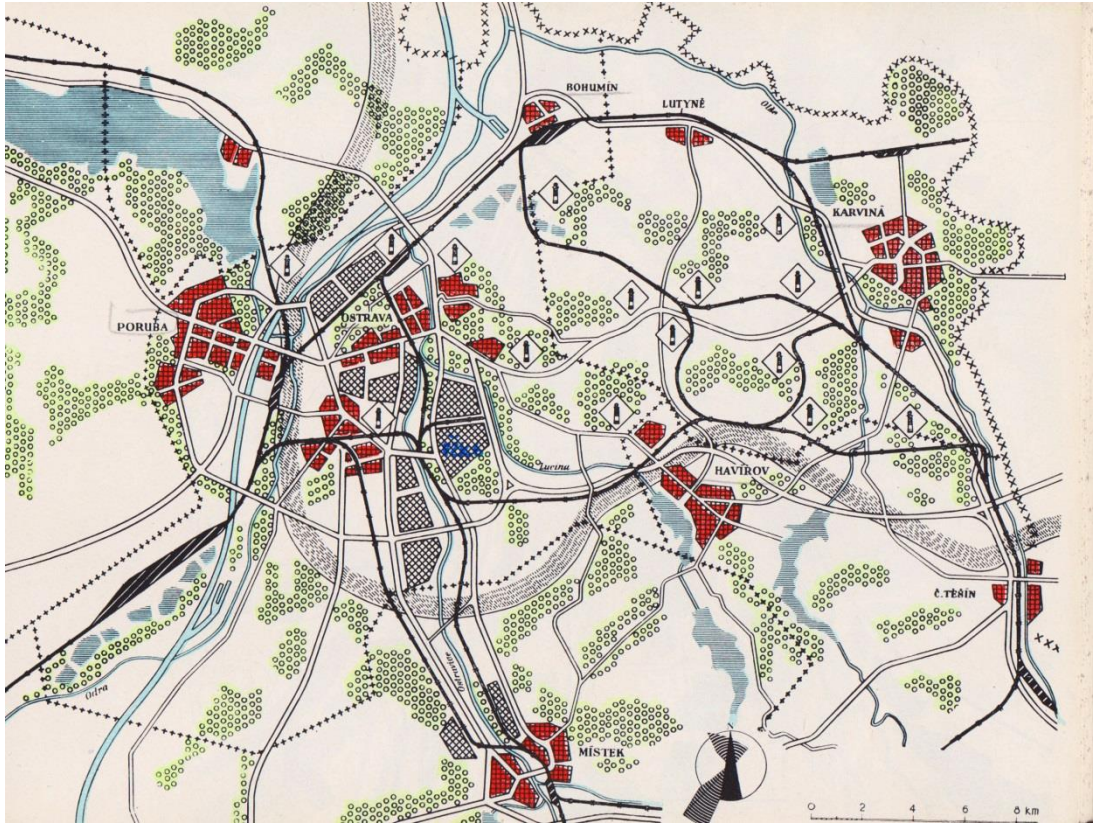 BOHUMÍN
LUTYNĚ
Olše
KARVINÁ
PORUBA
OSTRAVA
Lučina
HAVÍŘOV
Č.TĚŠÍN
Odra
Ostravice
MÍSTEK
N
0 2 4 6 8 km